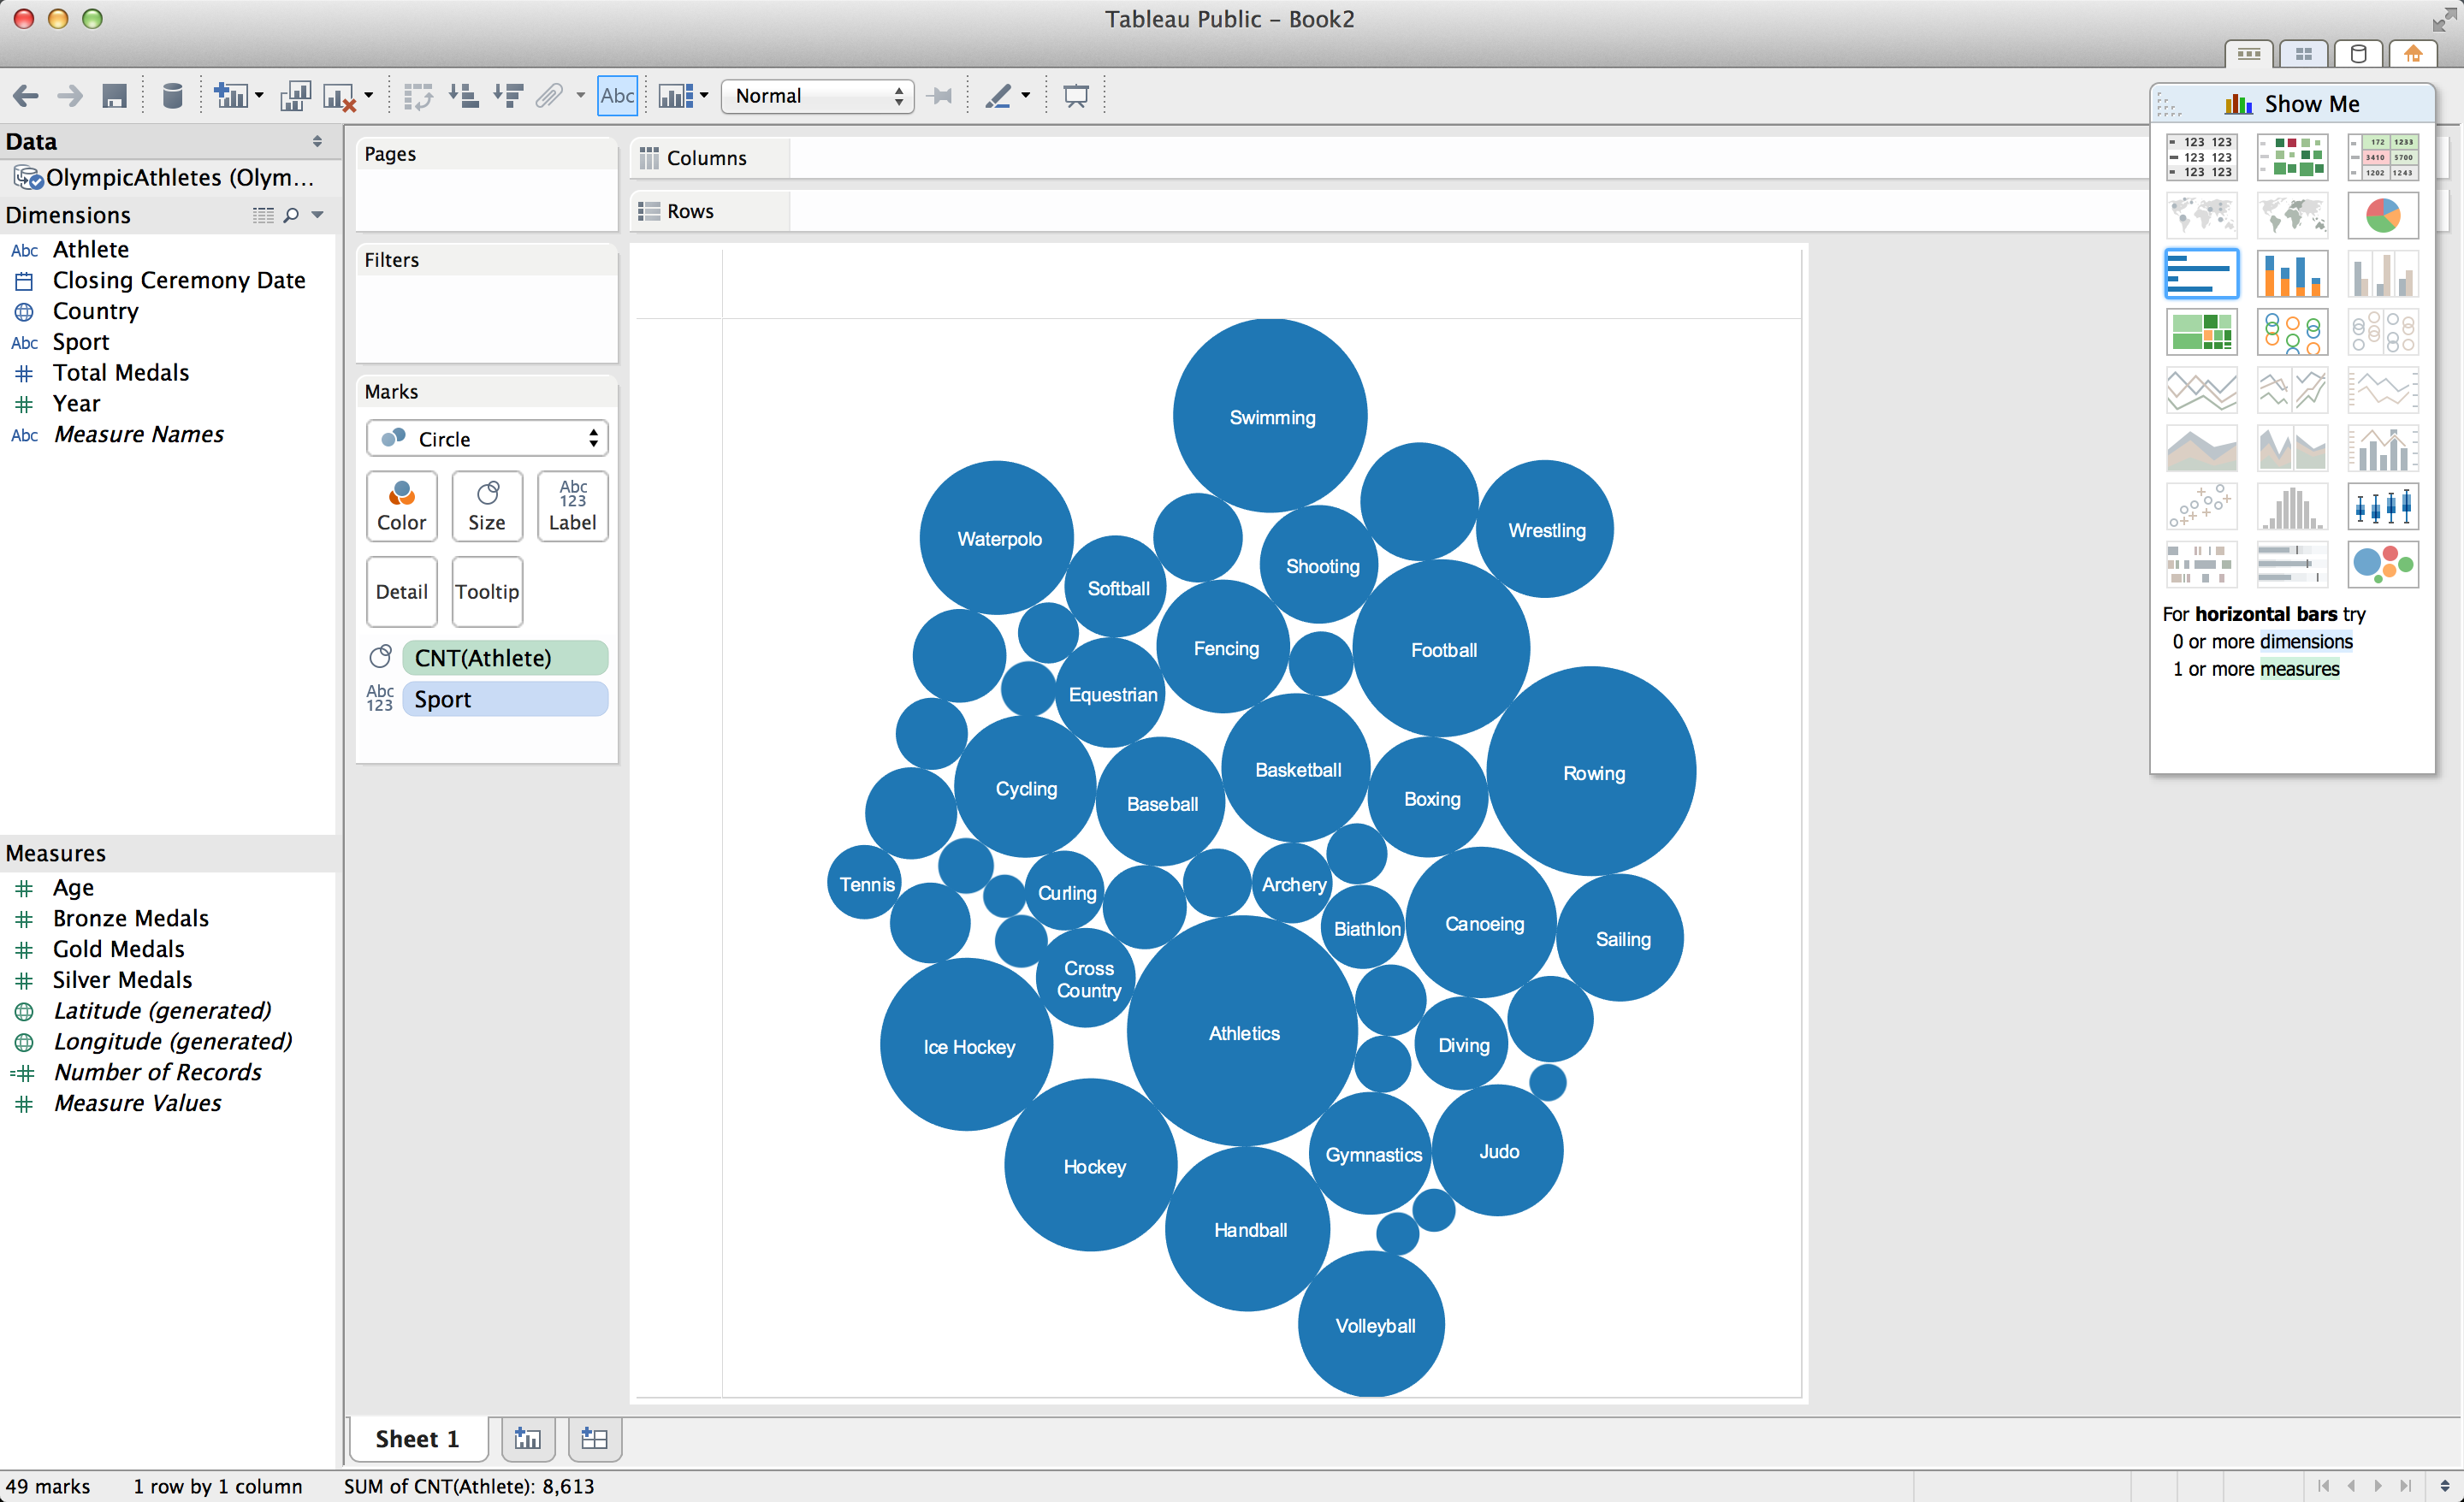 Tableau Public - Book2
Abc
Normal
Show Me
Data
OlympicAthletes (Olym...
Dimensions
Abc Athlete
Closing Ceremony Date
Country
Abc Sport
Total Medals
Year
Abc Measure Names
Measures
Age
Bronze Medals
Gold Medals
Silver Medals
Latitude (generated)
Longitude (generated)
Number of Records
Measure Values
Pages
Filters
Marks
Circle
Color
Size
Abc
123
Label
Detail
Tooltip
CNT(Athlete)
Abc
123
Sport
Columns
Rows
Swimming
Waterpolo
Wrestling
Shooting
Softball
Fencing
Football
Equestrian
Basketball
Rowing
Cycling
Baseball
Boxing
Tennis
Curling
Archery
Biathlon
Canoeing
Sailing
Cross
Country
Athletics
Ice Hockey
Diving
Hockey
Gymnastics
Judo
Handball
Volleyball
123 123
123 123
123 123
172 1233
3410 5700
1202 1243
For horizontal bars try
0 or more dimensions
1 or more measures
Sheet 1
49 marks 1 row by 1 column SUM of CNT(Athlete): 8,613